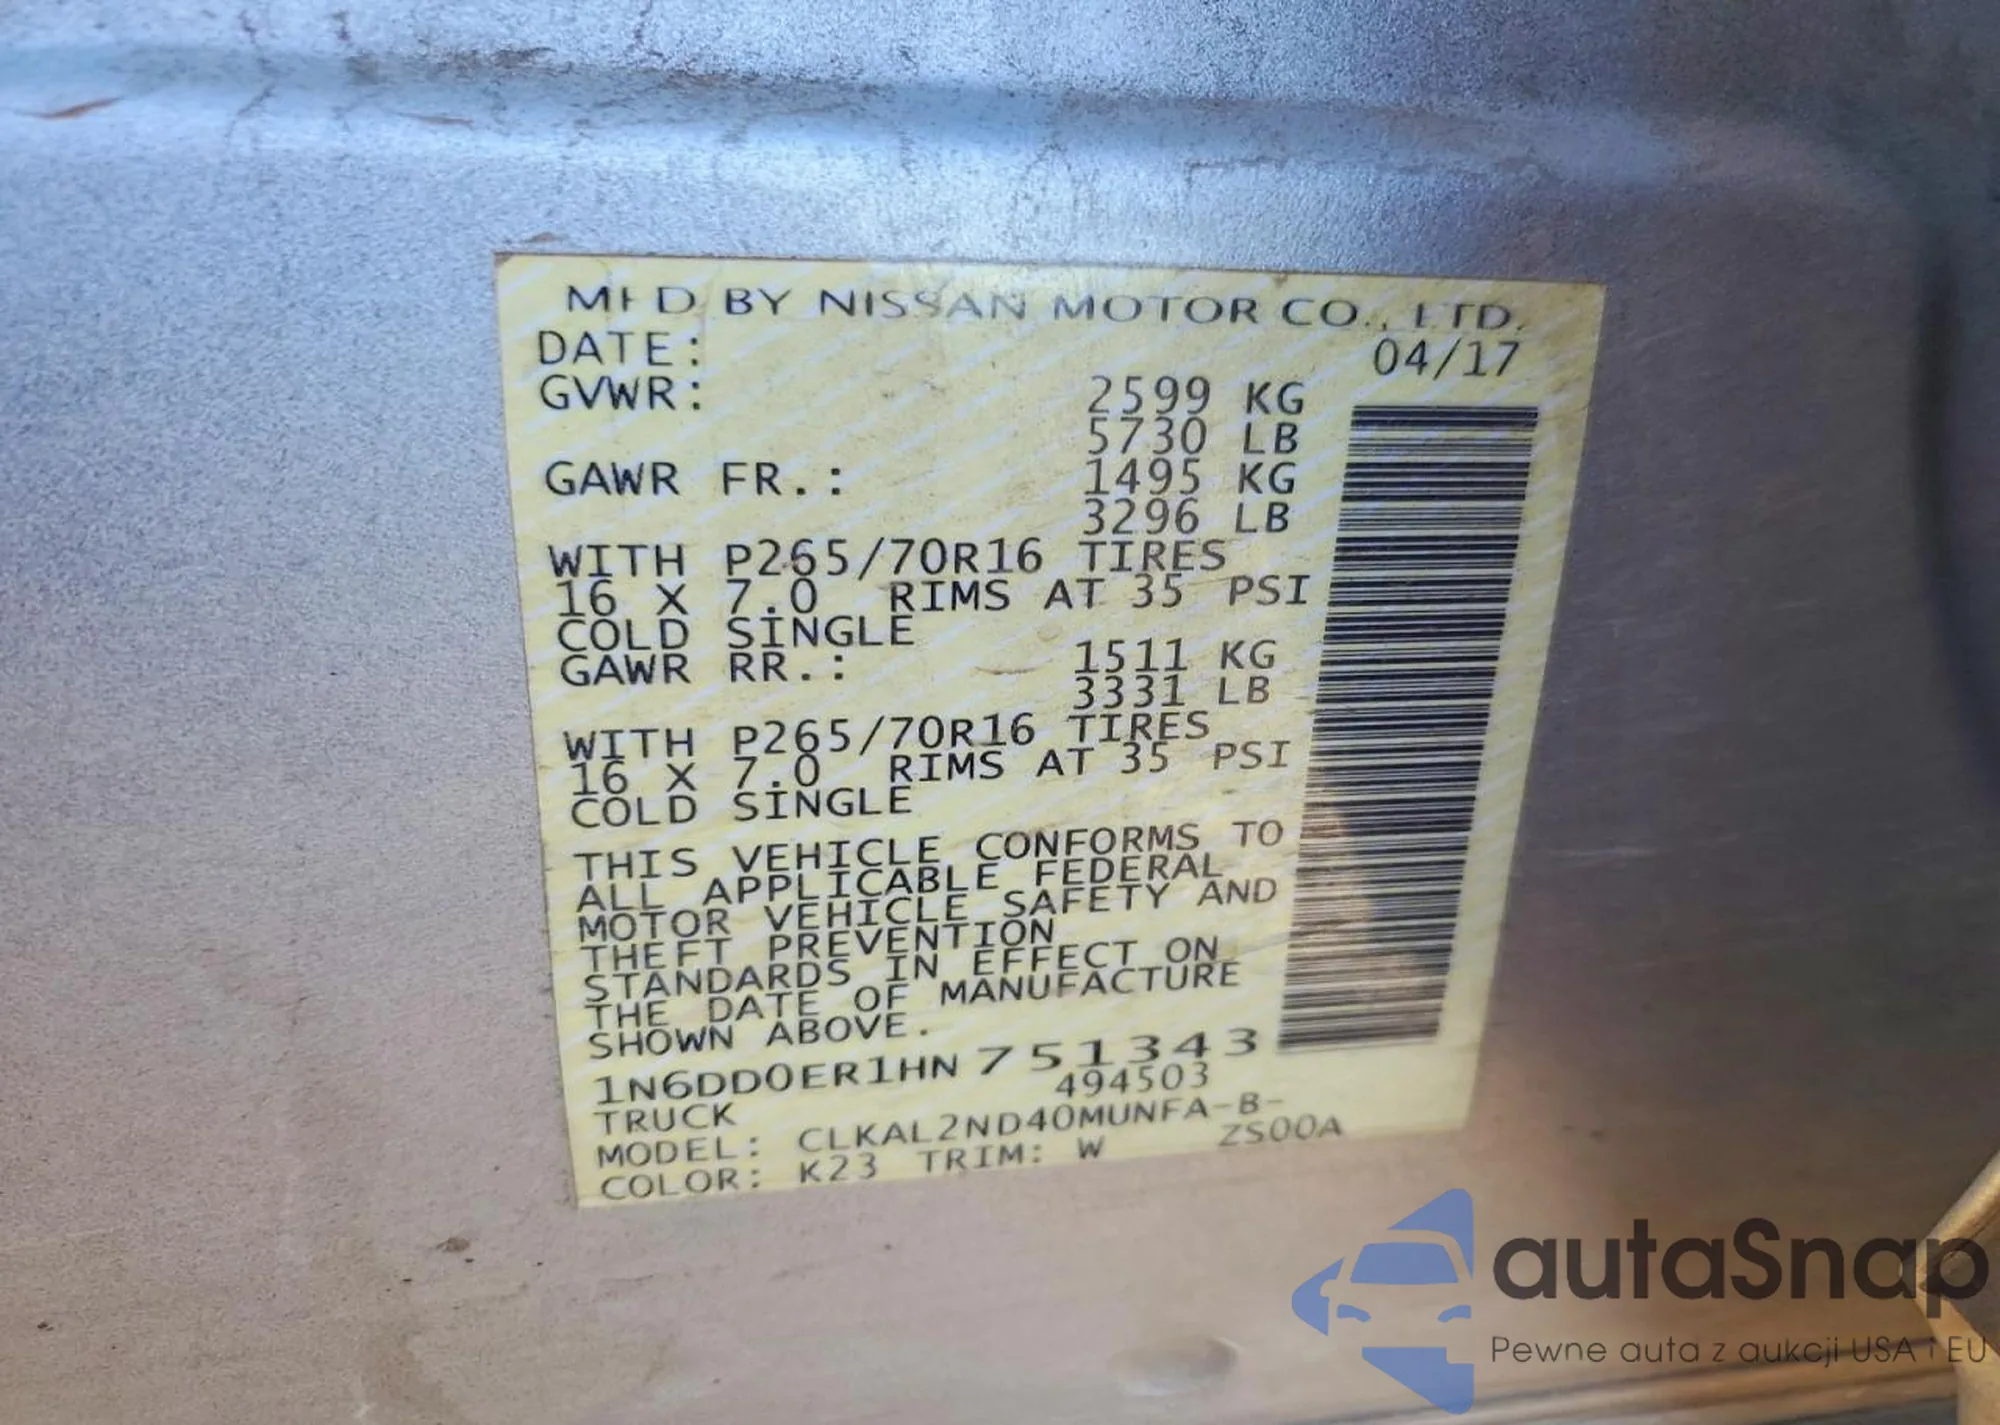 MFD BY NISSAN MOTOR CO., LTD.
DATE: 04/17
GVWR: 2599 KG
5730 LB
GAWR FR.: 1495 KG
3296 LB
WITH P265/70R16 TIRES
16 X 7.0 RIMS AT 35 PSI
COLD SINGLE
GAWR RR.: 1511 KG
3331 LB
WITH P265/70R16 TIRES
16 X 7.0 RIMS AT 35 PSI
COLD SINGLE
THIS VEHICLE CONFORMS TO
ALL APPLICABLE FEDERAL
MOTOR VEHICLE SAFETY AND
THEFT PREVENTION
STANDARDS IN EFFECT ON
THE DATE OF MANUFACTURE
SHOWN ABOVE.
1N6DD0ER1HN751343
494503
TRUCK
MODEL: CLKAL2ND40MUNFA-B-
ZS00A
COLOR: K23 TRIM: W
autaSnap
Pewne auta z aukcji USA i EU